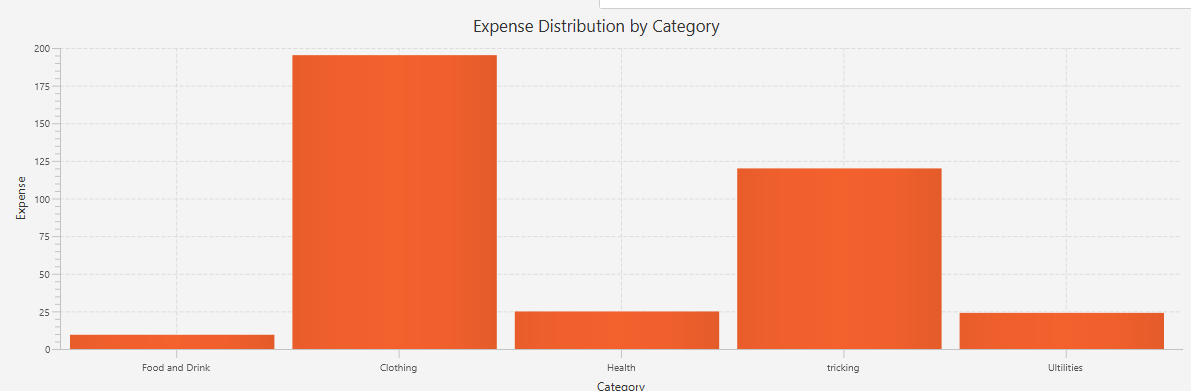 Expense Distribution by Category
200
175
150
125
100
75
50
25
0
Expense
Food and Drink
Clothing
Health
tricking
Ultilities
Category